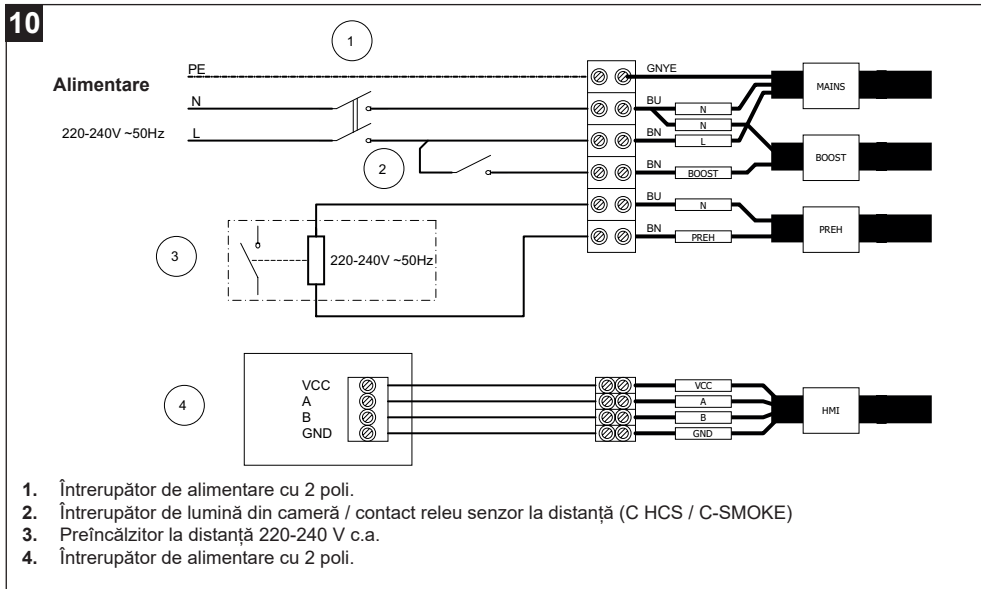 10
1
Alimentare
PE
GNYE
MAINS
N
BU
N
N
220-240V ~50Hz
L
BN
L
BOOST
2
BN
BOOST
BU
N
PREH
3
220-240V ~50Hz
BN
PREH
4
VCC
VCC
A
A
HMI
B
B
GND
GND
1. Întrerupător de alimentare cu 2 poli.
2. Întrerupător de lumină din cameră / contact releu senzor la distanță (C HCS / C-SMOKE)
3. Preîncălzitor la distanță 220-240 V c.a.
4. Întrerupător de alimentare cu 2 poli.